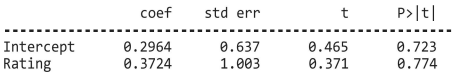 coef std err t P>|t|
Intercept 0.2964 0.637 0.465 0.723
Rating 0.3724 1.003 0.371 0.774